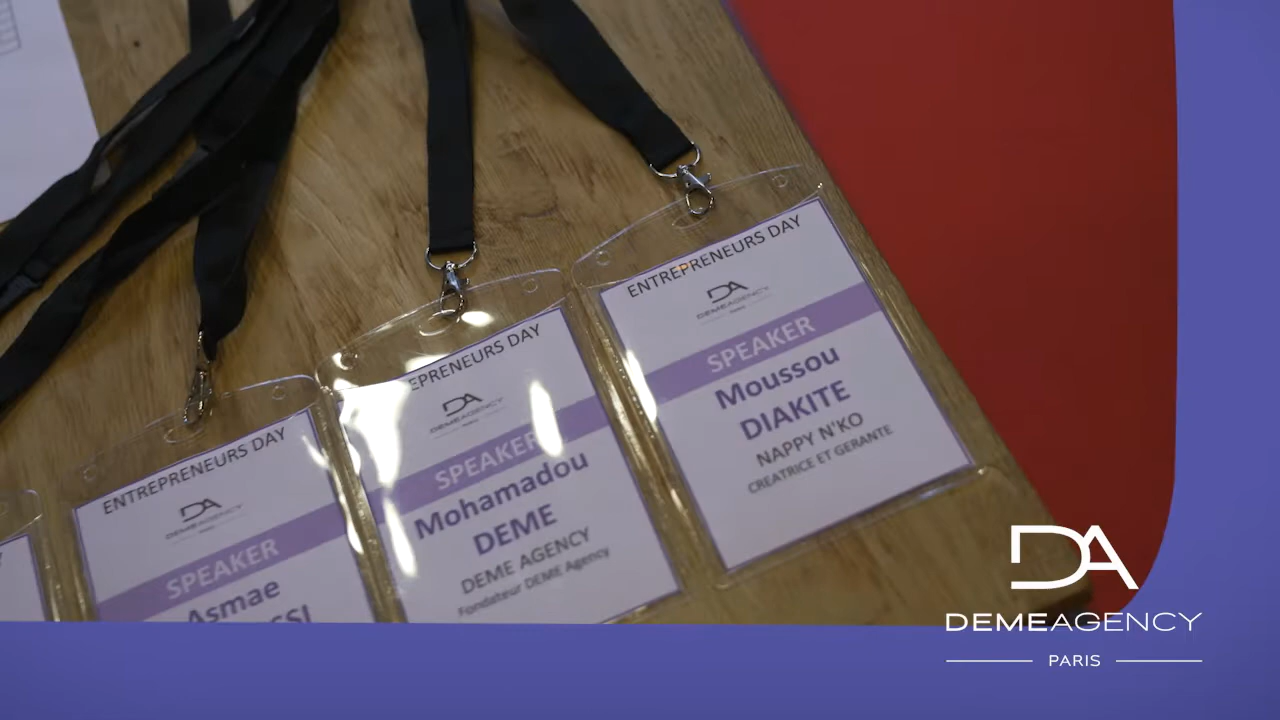 ENTREPRENEURS DAY
DA
DEMEAGENCY
SPEAKER
Asmae
ENTREPRENEURS DAY
DA
DEMEAGENCY
SPEAKER
Mohamadou
DEME
DEME AGENCY
Fondateur DEME Agency
ENTREPRENEURS DAY
DA
DEMEAGENCY
SPEAKER
Moussou
DIAKITE
NAPPY N'KO
CREATRICE ET GERANTE
DA
DEMEAGENCY
PARIS